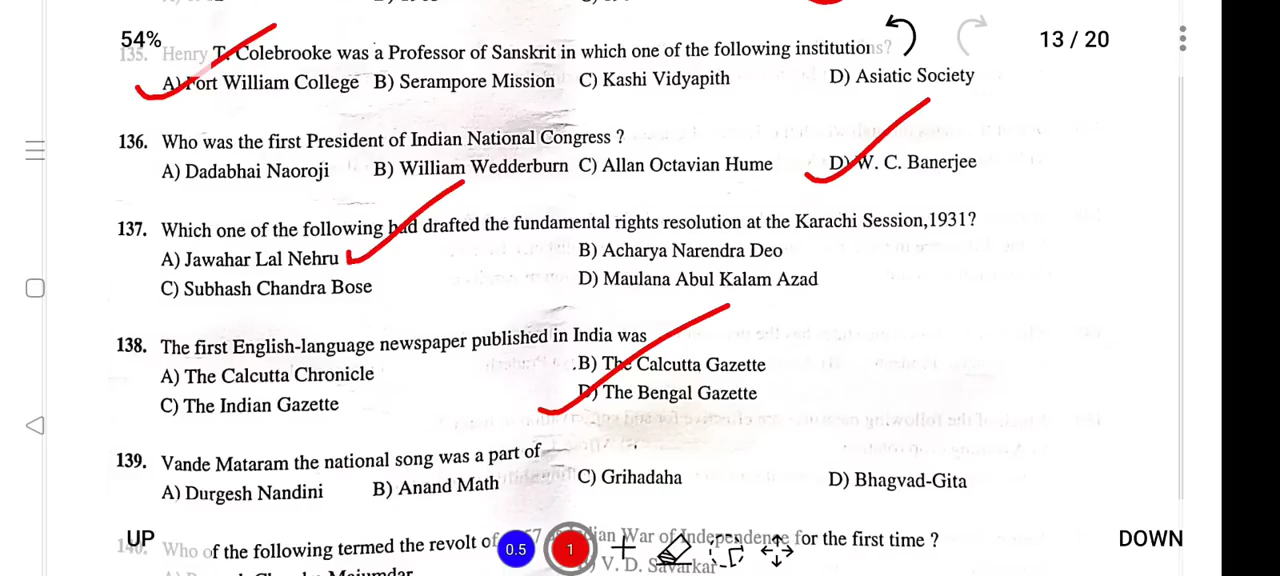 54%
13 / 20
135. Henry T. Colebrooke was a Professor of Sanskrit in which one of the following institutions?
A) Fort William College B) Serampore Mission C) Kashi Vidyapith D) Asiatic Society
136. Who was the first President of Indian National Congress ?
A) Dadabhai Naoroji B) William Wedderburn C) Allan Octavian Hume D) W. C. Banerjee
137. Which one of the following had drafted the fundamental rights resolution at the Karachi Session,1931?
A) Jawahar Lal Nehru B) Acharya Narendra Deo
C) Subhash Chandra Bose D) Maulana Abul Kalam Azad
138. The first English-language newspaper published in India was
A) The Calcutta Chronicle B) The Calcutta Gazette
C) The Indian Gazette D) The Bengal Gazette
139. Vande Mataram the national song was a part of
A) Durgesh Nandini B) Anand Math C) Grihadaha D) Bhagvad-Gita
UP DOWN
140. Who of the following termed the revolt of War of Independence for the first time ?
0.5 1
V. D. Savarkar